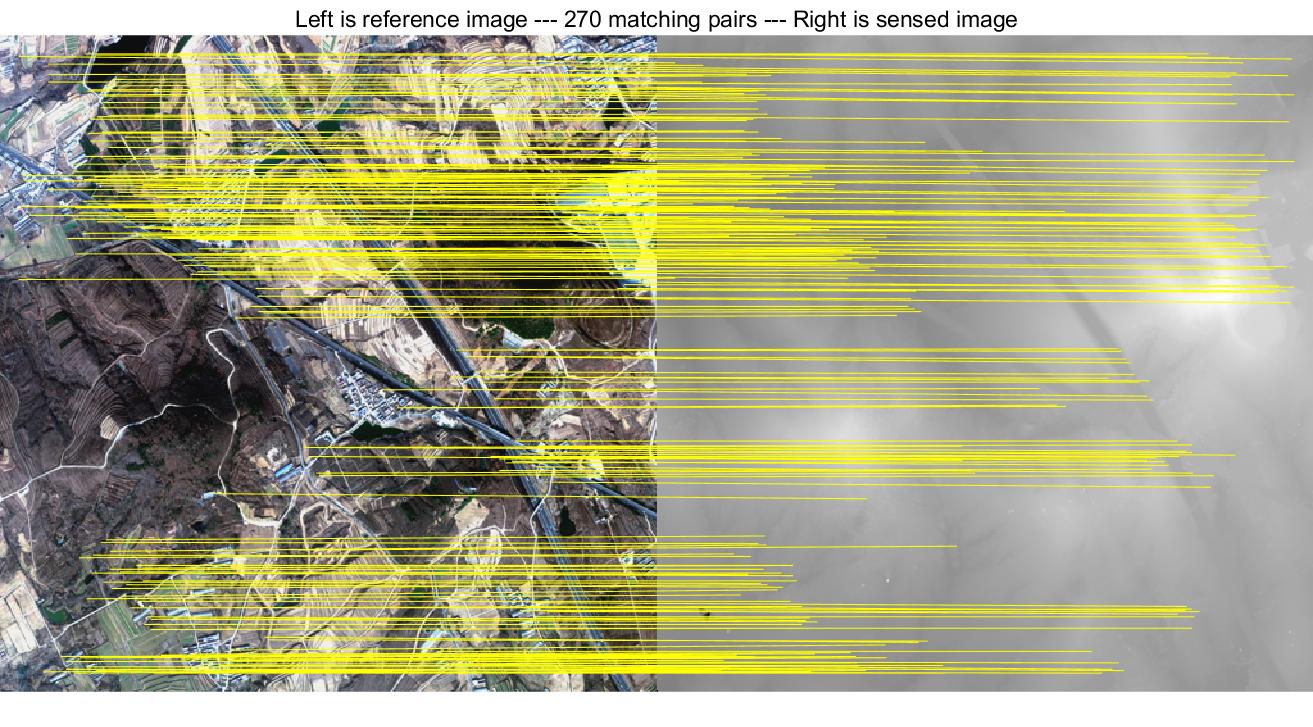 Left is reference image --- 270 matching pairs --- Right is sensed image